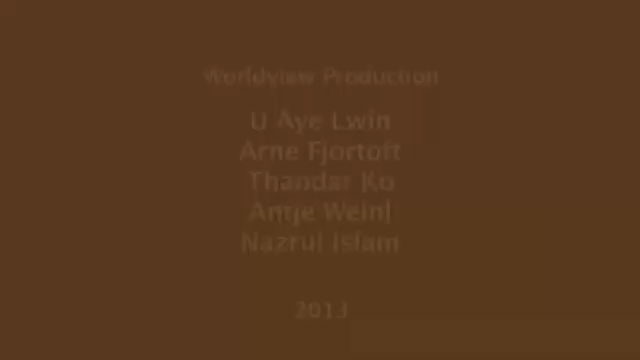 Worldview Production
U Aye Lwin
Arne Fjortoft
Thandar Ko
Antje Weinl
Nazrul Islam
2013